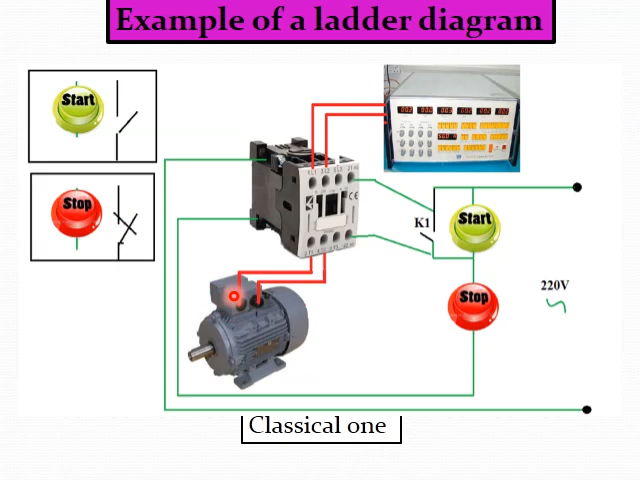 Example of a ladder diagram
Start
Stop
K1
Start
Stop
220V
Classical one